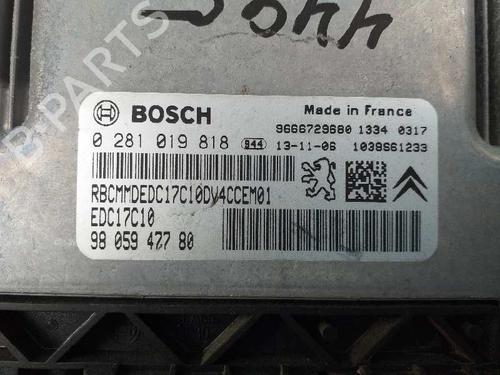 BOSCH
Made in France
0 281 019 818 944
9666729680 1334 0317
13-11-06 1039S61233
RBCMMDEDC17C10DV4CCEM01
EDC17C10
98 059 477 80
B-PARTS